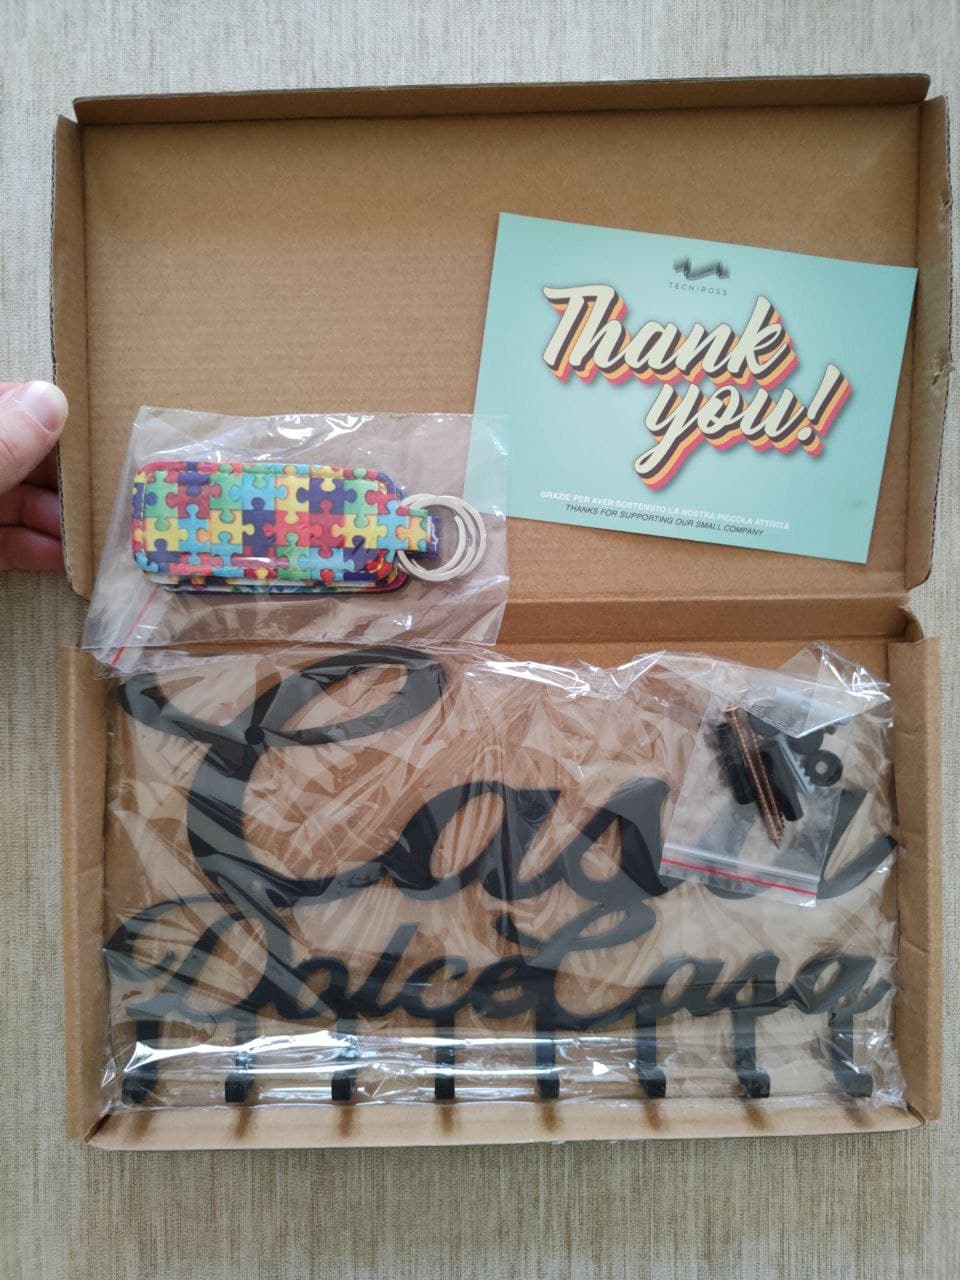 TECNIROSS
Thank
you!
GRAZIE PER AVER SOSTENUTO LA NOSTRA PICCOLA ATTIVITÀ
THANKS FOR SUPPORTING OUR SMALL COMPANY
Casa
Dolce Casa